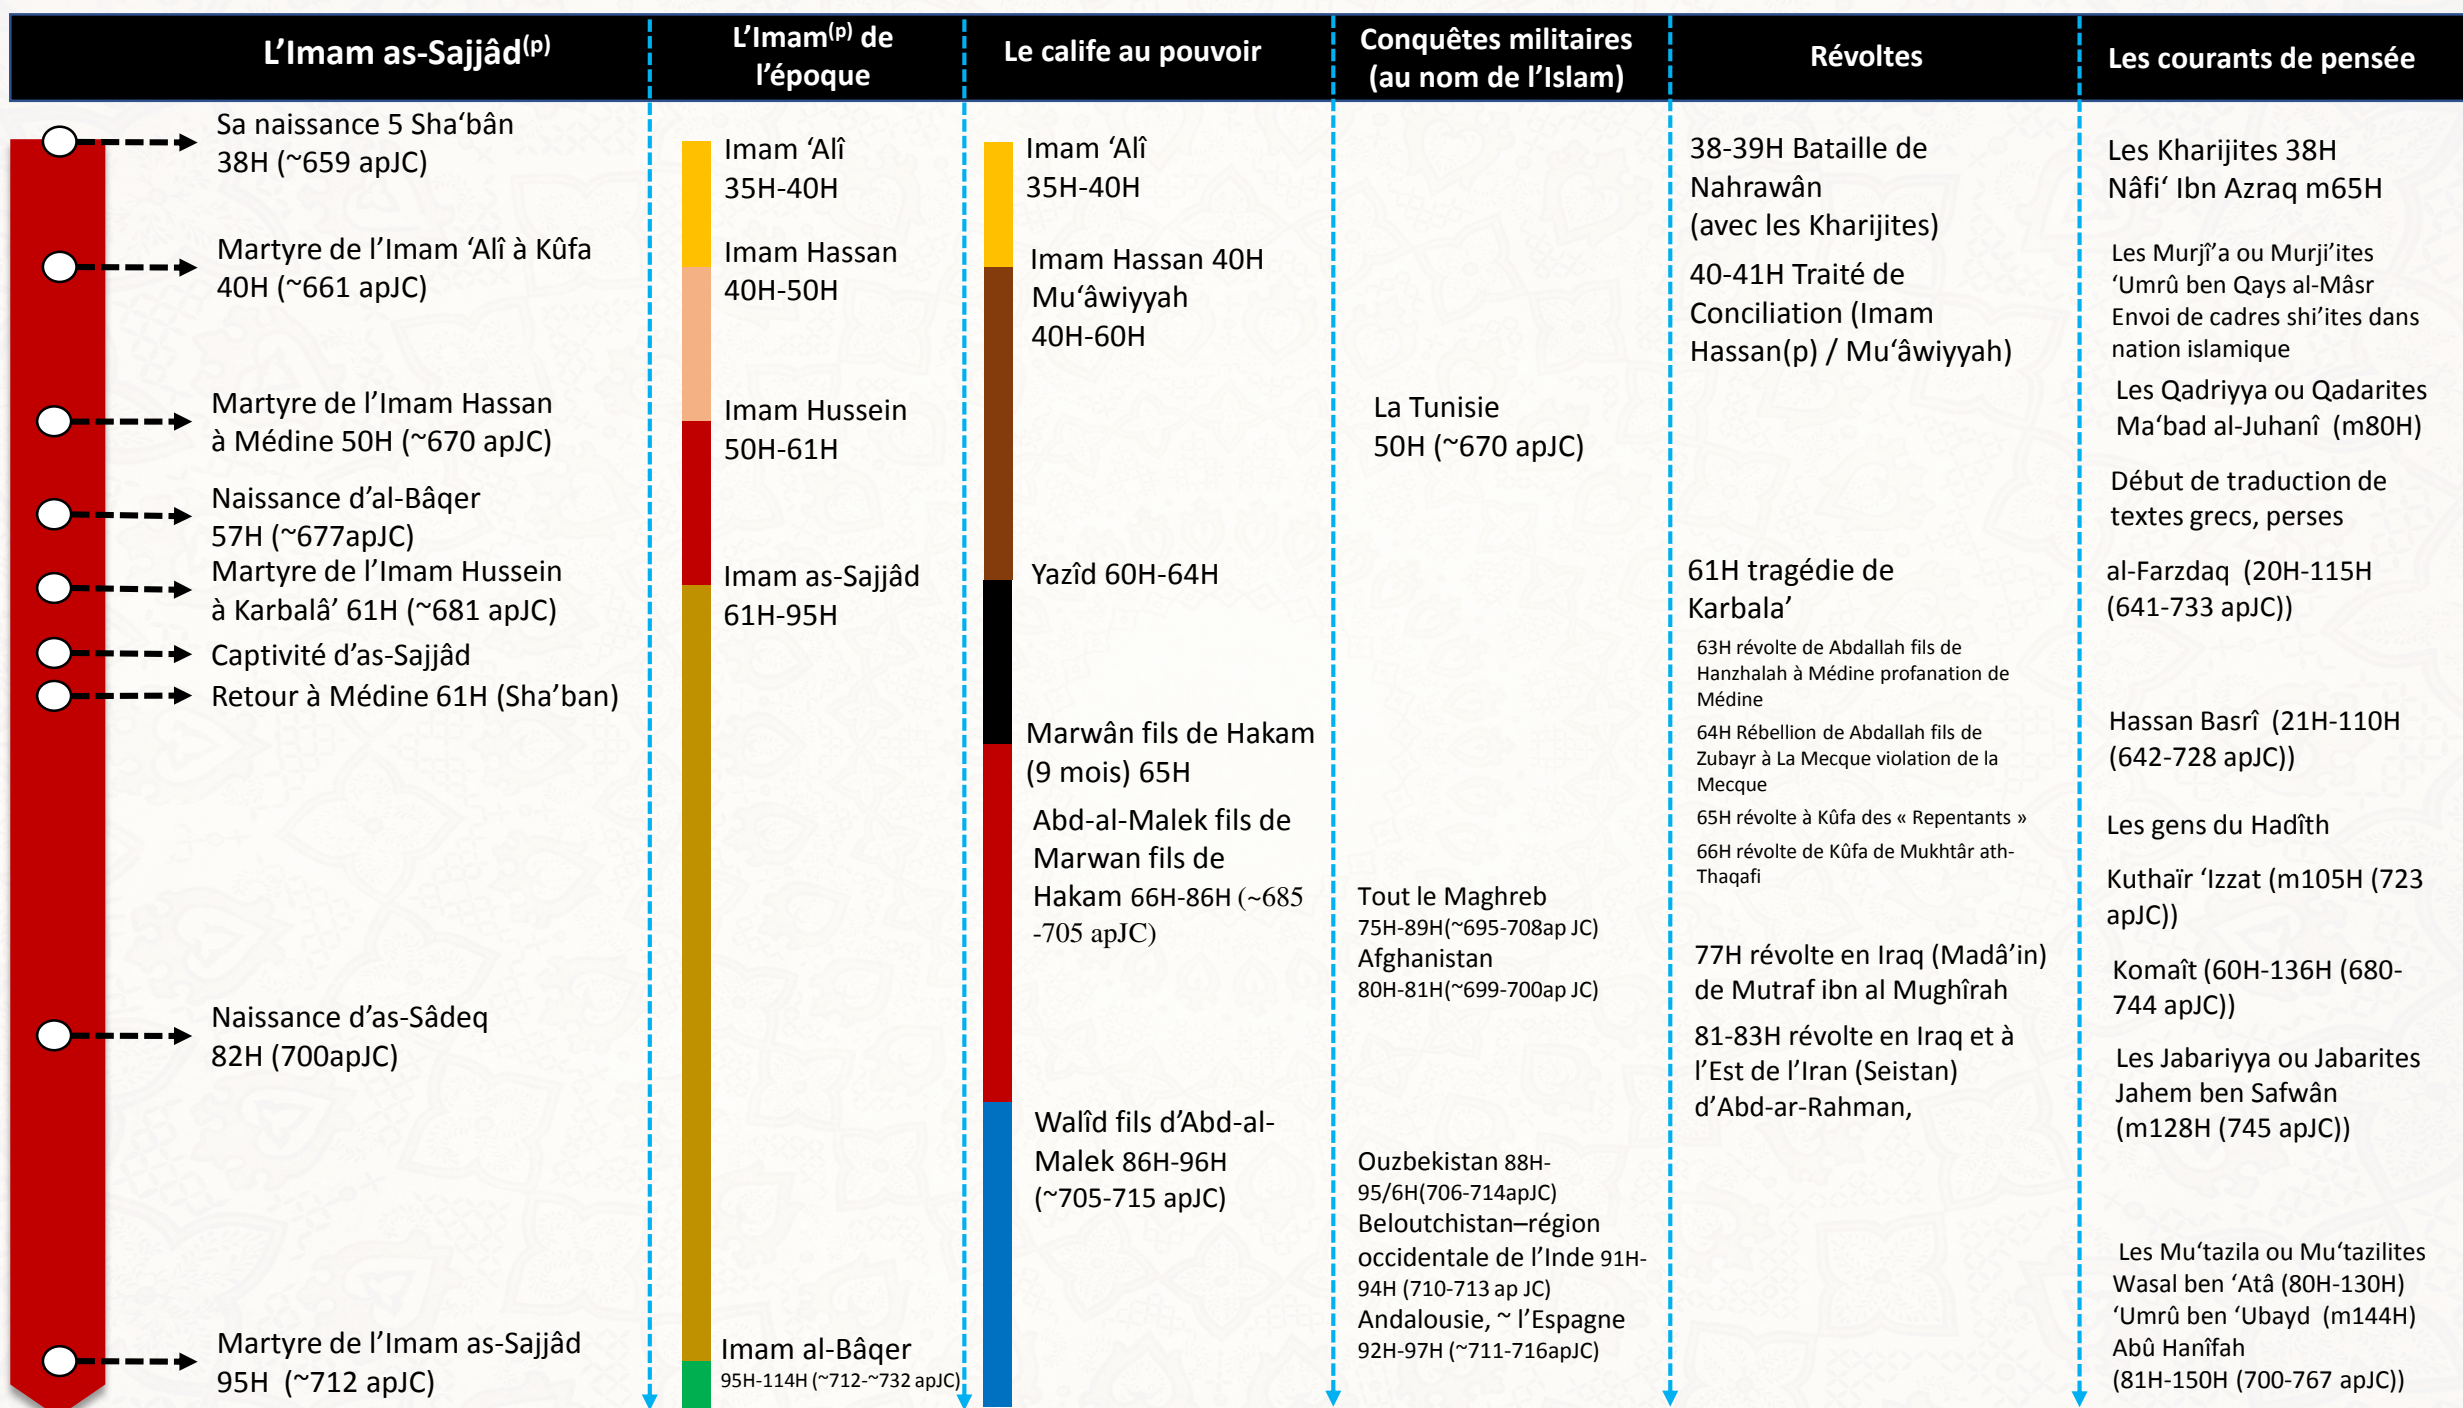 L’Imam as-Sajjâd(p)
L’Imam(p) de
l’époque
Le calife au pouvoir
Conquêtes militaires
(au nom de l’Islam)
Révoltes
Les courants de pensée
Sa naissance 5 Sha‘bân
38H (~659 apJC)
Martyre de l’Imam ‘Alî à Kûfa
40H (~661 apJC)
Martyre de l’Imam Hassan
à Médine 50H (~670 apJC)
Naissance d’al-Bâqer
57H (~677apJC)
Martyre de l’Imam Hussein
à Karbalâ’ 61H (~681 apJC)
Captivité d’as-Sajjâd
Retour à Médine 61H (Sha’ban)
Naissance d’as-Sâdeq
82H (700apJC)
Martyre de l’Imam as-Sajjâd
95H  (~712 apJC)
Imam ‘Alî
35H-40H
Imam Hassan
40H-50H
Imam Hussein
50H-61H
Imam as-Sajjâd
61H-95H
Imam al-Bâqer
95H-114H (~712-~732 apJC)
Imam ‘Alî
35H-40H
Imam Hassan 40H
Mu‘âwiyyah
40H-60H
Yazîd 60H-64H
Marwân fils de Hakam
(9 mois) 65H
Abd-al-Malek fils de
Marwan fils de
Hakam 66H-86H (~685
-705 apJC)
Walîd fils d’Abd-al-
Malek 86H-96H
(~705-715 apJC)
La Tunisie
50H (~670 apJC)
Tout le Maghreb
75H-89H(~695-708ap JC)
Afghanistan
80H-81H(~699-700ap JC)
Ouzbekistan 88H-
95/6H(706-714apJC)
Beloutchistan–région
occidentale de l’Inde 91H-
94H (710-713 ap JC)
Andalousie, ~ l’Espagne
92H-97H (~711-716apJC)
38-39H Bataille de
Nahrawân
(avec les Kharijites)
40-41H Traité de
Conciliation (Imam
Hassan(p) / Mu‘âwiyyah)
61H tragédie de
Karbala’
63H révolte de Abdallah fils de
Hanzhalah à Médine profanation de
Médine
64H Rébellion de Abdallah fils de
Zubayr à La Mecque violation de la
Mecque
65H révolte à Kûfa des « Repentants »
66H révolte de Kûfa de Mukhtâr ath-
Thaqafi
77H révolte en Iraq (Madâ’in)
de Mutraf ibn al Mughîrah
81-83H révolte en Iraq et à
l’Est de l’Iran (Seistan)
d’Abd-ar-Rahman,
Les Kharijites 38H
Nâfi‘ Ibn Azraq m65H
Les Murjî’a ou Murji’ites
‘Umrû ben Qays al-Mâsr
Envoi de cadres shi’ites dans
nation islamique
Les Qadriyya ou Qadarites
Ma‘bad al-Juhanî  (m80H)
Début de traduction de
textes grecs, perses
al-Farzdaq  (20H-115H
(641-733 apJC))
Hassan Basrî  (21H-110H
(642-728 apJC))
Les gens du Hadîth
Kuthaïr ‘Izzat (m105H (723
apJC))
Komaît (60H-136H (680-
744 apJC))
Les Jabariyya ou Jabarites
Jahem ben Safwân
(m128H (745 apJC))
Les Mu‘tazila ou Mu‘tazilites
Wasal ben ‘Atâ (80H-130H)
‘Umrû ben ‘Ubayd  (m144H)
Abû Hanîfah
(81H-150H (700-767 apJC))